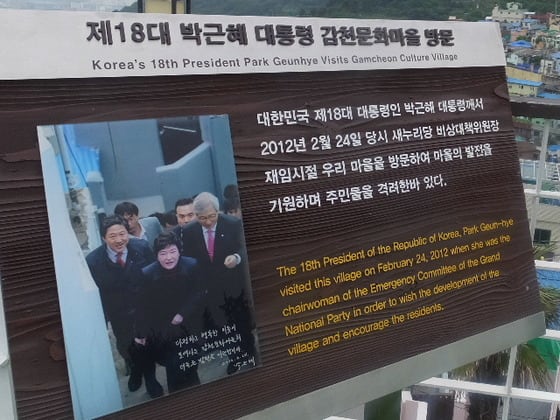 제18대 박근혜 대통령 감천문화마을 방문
Korea's 18th President Park Geunhye Visits Gamcheon Culture Village
대한민국 제18대 대통령인 박근혜 대통령께서
2012년 2월 24일 당시 새누리당 비상대책위원장
재임시절 우리 마을을 방문하여 마을의 발전을
기원하며 주민들을 격려한바 있다.
The 18th President of the Republic of Korea, Park Geun-hye
visited this village on February 24, 2012 when she was the
chairwoman of the Emergency Committee of the Grand
National Party in order to wish the development of the
village and encourage the residents.